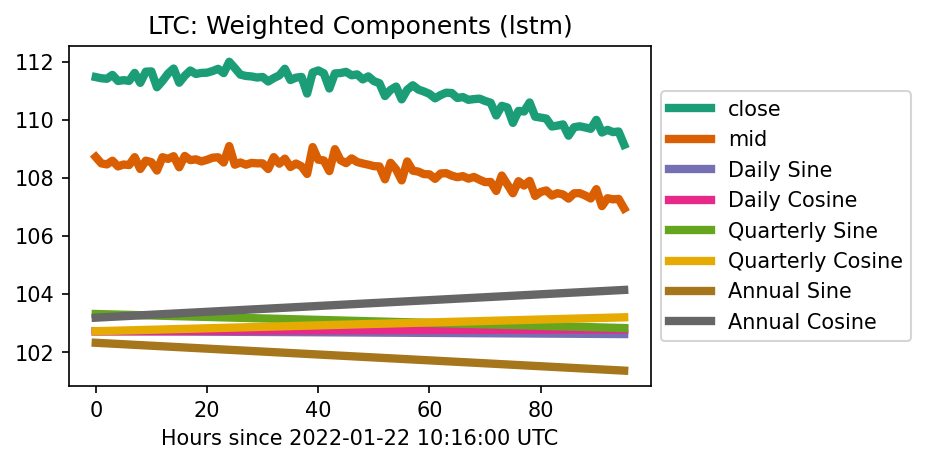 LTC: Weighted Components (lstm)
112
110
108
106
104
102
0
20
40
60
80
Hours since 2022-01-22 10:16:00 UTC
close
mid
Daily Sine
Daily Cosine
Quarterly Sine
Quarterly Cosine
Annual Sine
Annual Cosine